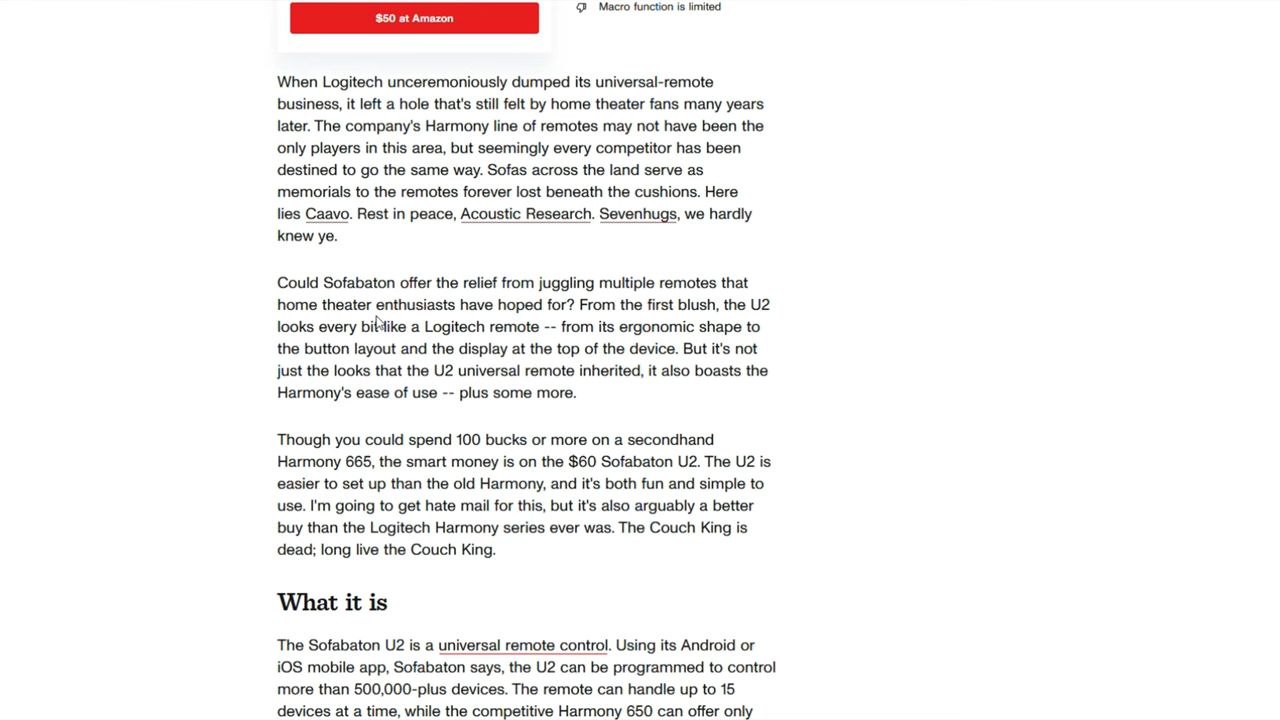 $50 at Amazon
Macro function is limited
When Logitech unceremoniously dumped its universal-remote
business, it left a hole that's still felt by home theater fans many years
later. The company's Harmony line of remotes may not have been the
only players in this area, but seemingly every competitor has been
destined to go the same way. Sofas across the land serve as
memorials to the remotes forever lost beneath the cushions. Here
lies Caavo. Rest in peace, Acoustic Research. Sevenhugs, we hardly
knew ye.
Could Sofabaton offer the relief from juggling multiple remotes that
home theater enthusiasts have hoped for? From the first blush, the U2
looks every bit like a Logitech remote -- from its ergonomic shape to
the button layout and the display at the top of the device. But it's not
just the looks that the U2 universal remote inherited, it also boasts the
Harmony's ease of use -- plus some more.
Though you could spend 100 bucks or more on a secondhand
Harmony 665, the smart money is on the $60 Sofabaton U2. The U2 is
easier to set up than the old Harmony, and it's both fun and simple to
use. I'm going to get hate mail for this, but it's also arguably a better
buy than the Logitech Harmony series ever was. The Couch King is
dead; long live the Couch King.
What it is
The Sofabaton U2 is a universal remote control. Using its Android or
iOS mobile app, Sofabaton says, the U2 can be programmed to control
more than 500,000-plus devices. The remote can handle up to 15
devices at a time, while the competitive Harmony 650 can offer only